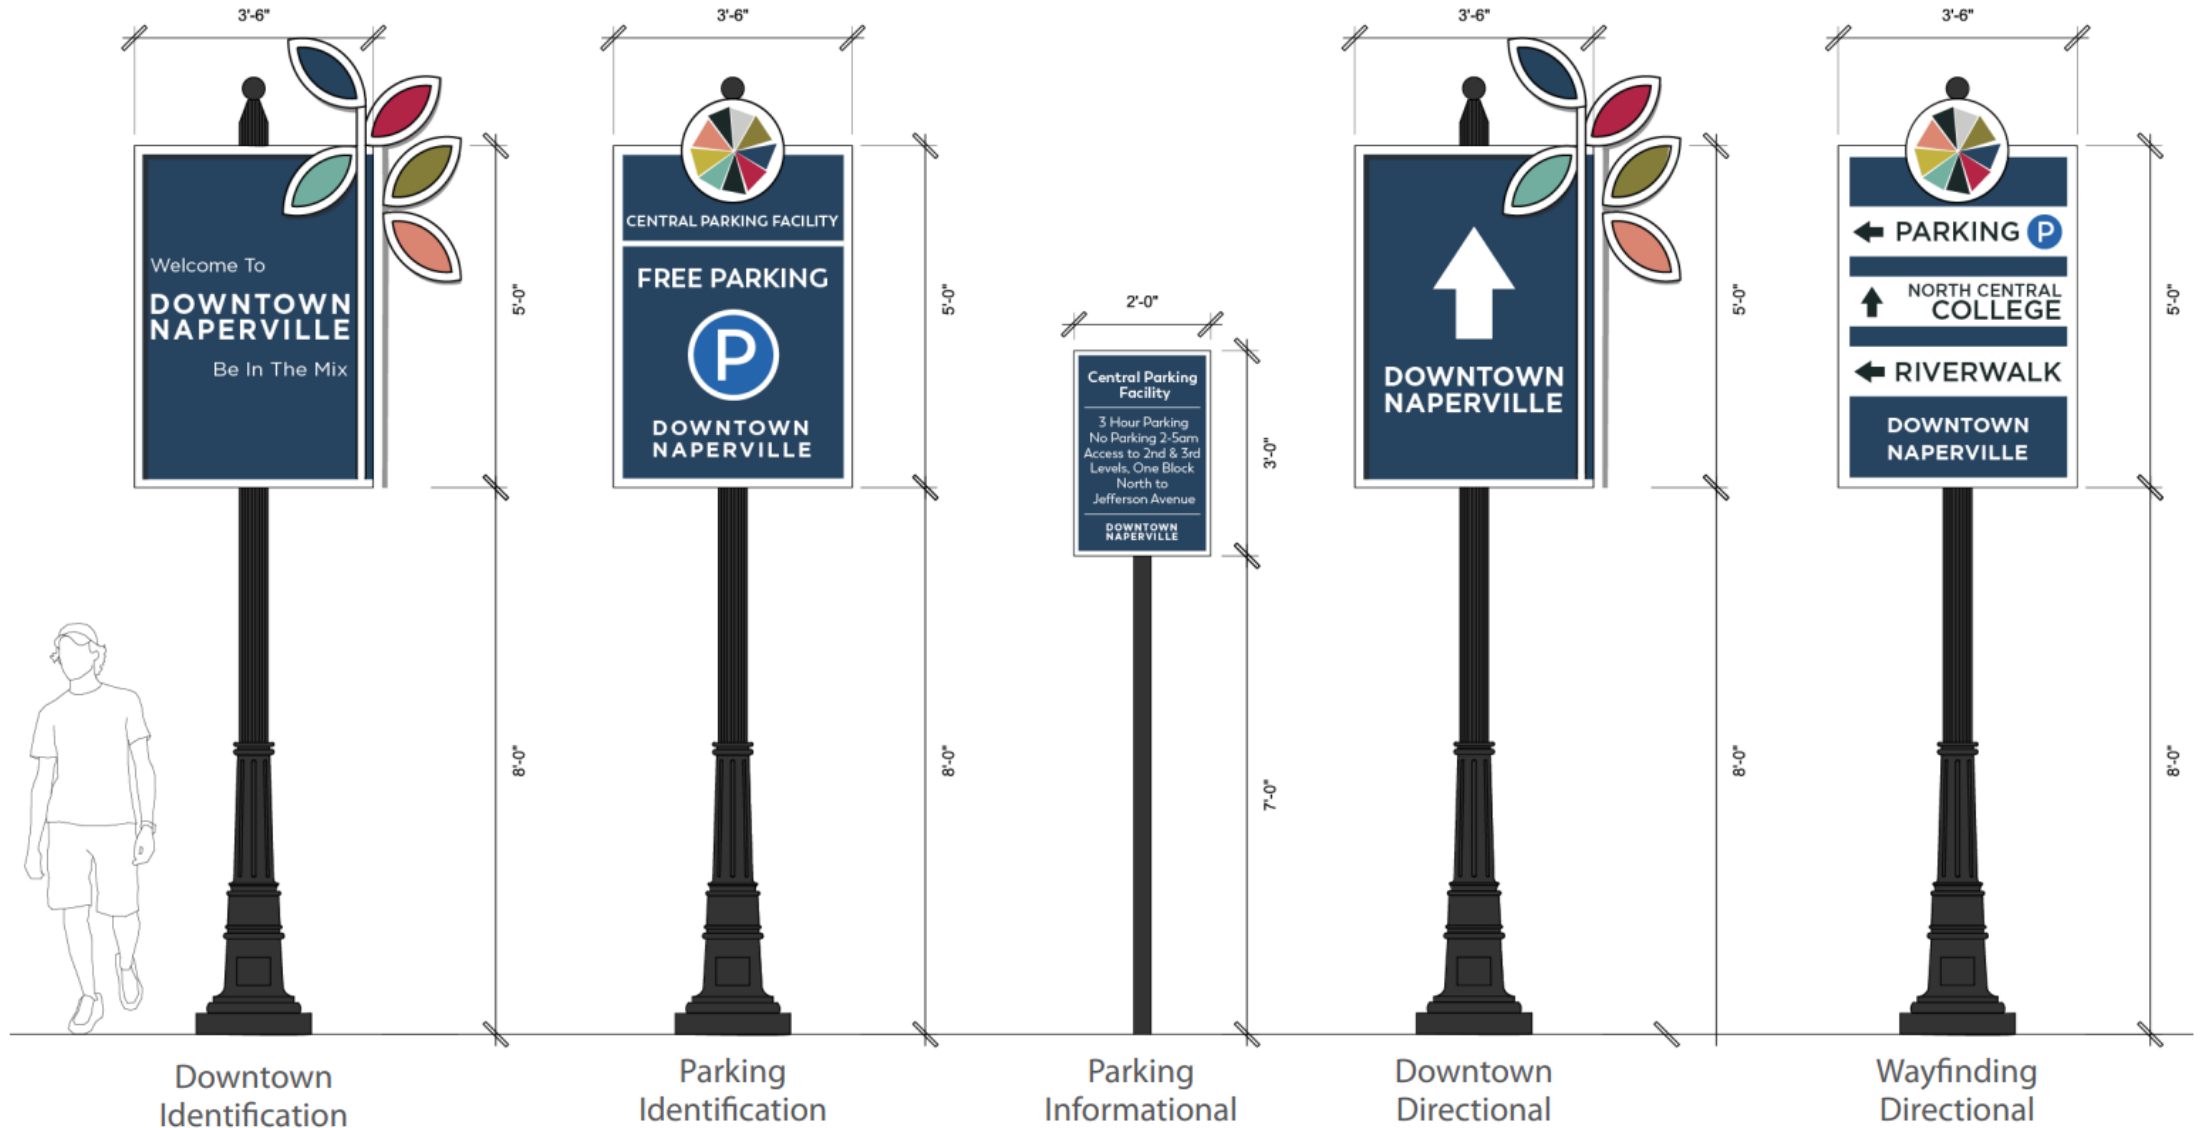 3'-6"
3'-6"
3'-6"
3'-6"
Welcome To
DOWNTOWN
NAPERVILLE
Be In The Mix
5'-0"
8'-0"
CENTRAL PARKING FACILITY
FREE PARKING
P
DOWNTOWN
NAPERVILLE
5'-0"
8'-0"
2'-0"
Central Parking
Facility
3 Hour Parking
No Parking 2-5am
Access to 2nd & 3rd
Levels, One Block
North to
Jefferson Avenue
DOWNTOWN
NAPERVILLE
3'-0"
7'-0"
DOWNTOWN
NAPERVILLE
5'-0"
8'-0"
PARKING P
NORTH CENTRAL
COLLEGE
RIVERWALK
DOWNTOWN
NAPERVILLE
5'-0"
8'-0"
Downtown
Identification
Parking
Identification
Parking
Informational
Downtown
Directional
Wayfinding
Directional